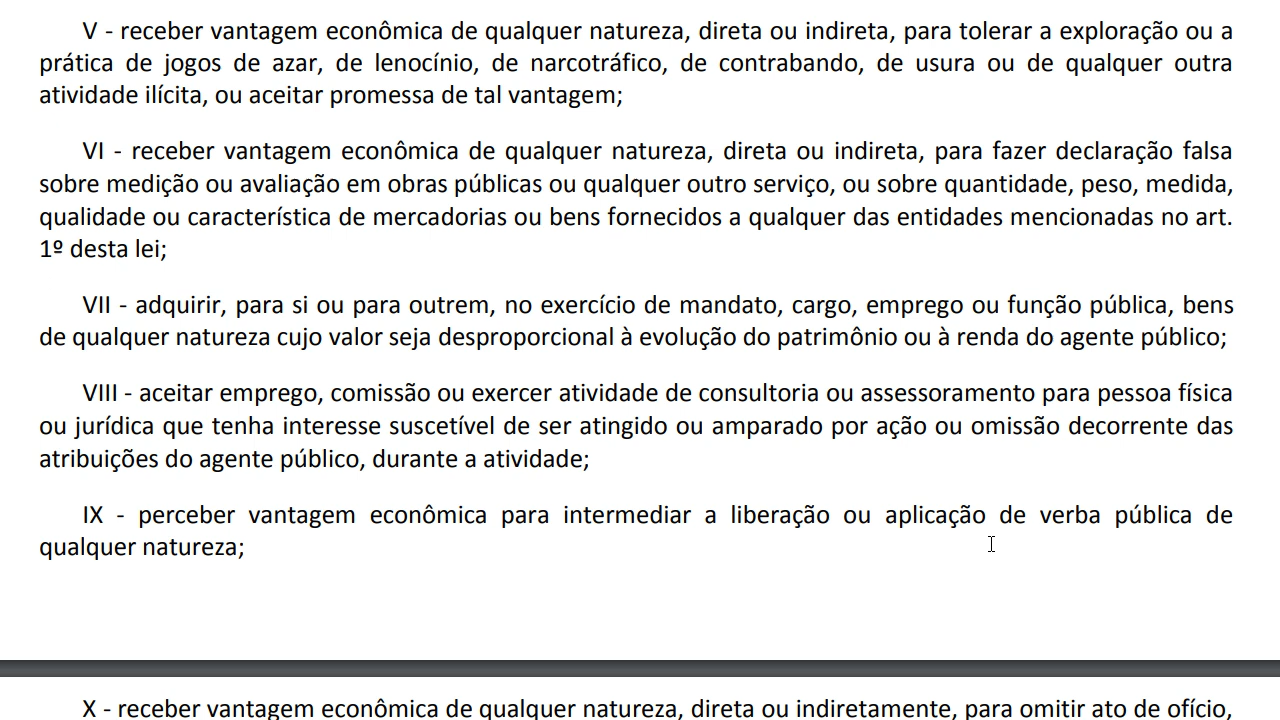 V - receber vantagem econômica de qualquer natureza, direta ou indireta, para tolerar a exploração ou a
prática de jogos de azar, de lenocínio, de narcotráfico, de contrabando, de usura ou de qualquer outra
atividade ilícita, ou aceitar promessa de tal vantagem;
VI - receber vantagem econômica de qualquer natureza, direta ou indireta, para fazer declaração falsa
sobre medição ou avaliação em obras públicas ou qualquer outro serviço, ou sobre quantidade, peso, medida,
qualidade ou característica de mercadorias ou bens fornecidos a qualquer das entidades mencionadas no art.
1º desta lei;
VII - adquirir, para si ou para outrem, no exercício de mandato, cargo, emprego ou função pública, bens
de qualquer natureza cujo valor seja desproporcional à evolução do patrimônio ou à renda do agente público;
VIII - aceitar emprego, comissão ou exercer atividade de consultoria ou assessoramento para pessoa física
ou jurídica que tenha interesse suscetível de ser atingido ou amparado por ação ou omissão decorrente das
atribuições do agente público, durante a atividade;
IX - perceber vantagem econômica para intermediar a liberação ou aplicação de verba pública de
qualquer natureza;
X - receber vantagem econômica de qualquer natureza, direta ou indiretamente, para omitir ato de ofício,